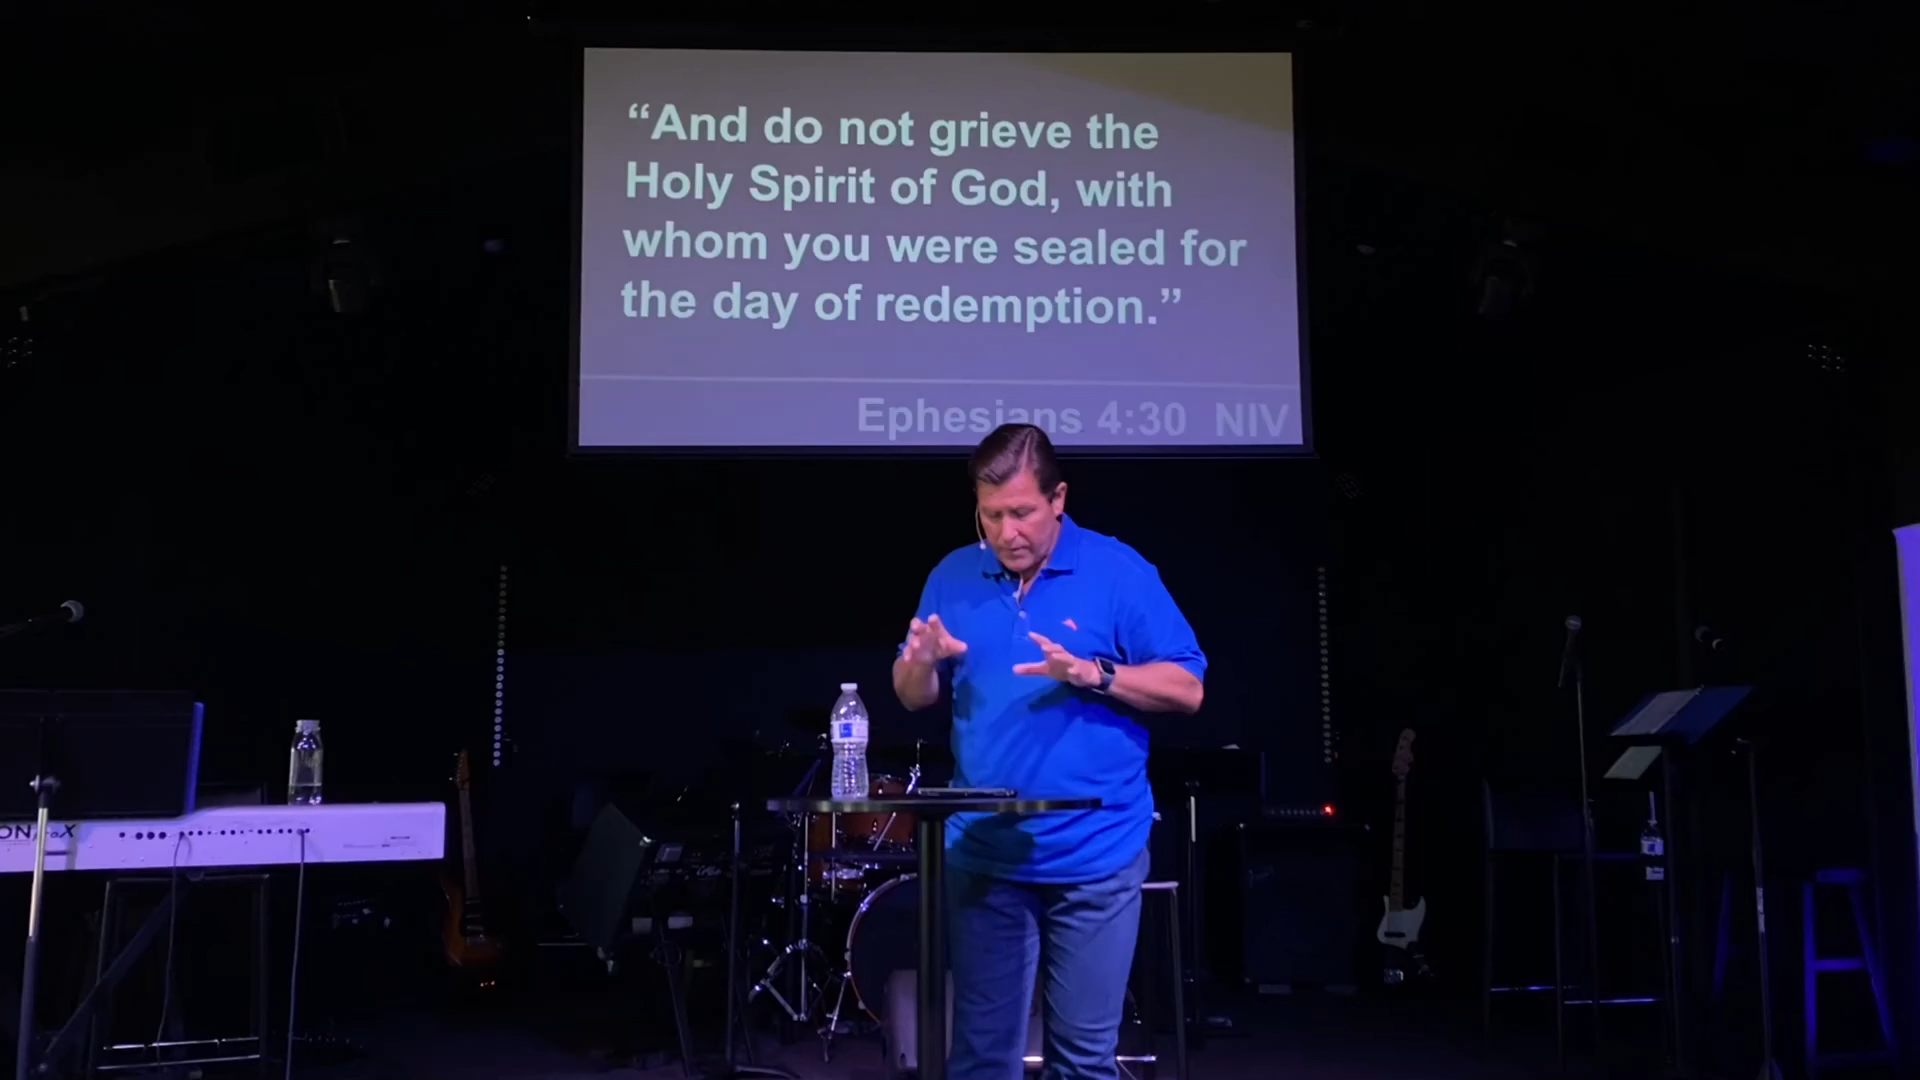 “And do not grieve the
Holy Spirit of God, with
whom you were sealed for
the day of redemption.”
Ephesians 4:30 NIV